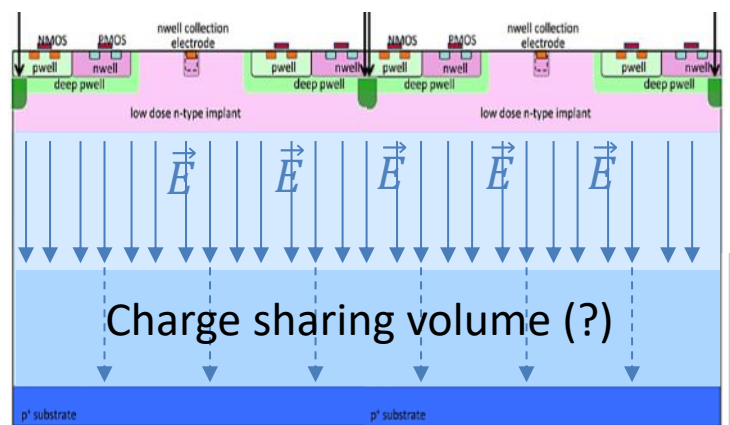 nwell collection
electrode
nwell collection
electrode
NMOS PMOS NMOS PMOS
pwell nwell pwell nwell pwell nwell pwell nwell
deep pwell deep pwell deep pwell deep pwell
low dose n-type implant low dose n-type implant
E E E E E
Charge sharing volume (?)
p+ substrate p+ substrate